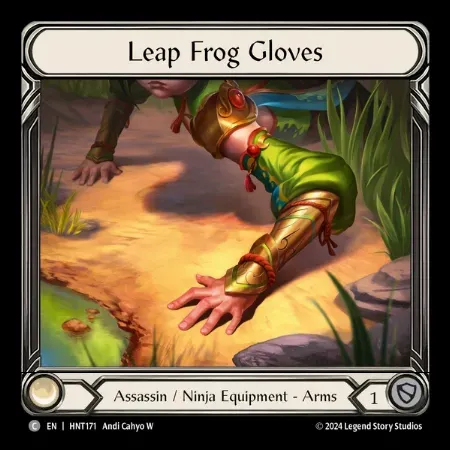 Leap Frog Gloves
Assassin / Ninja Equipment - Arms 1
C EN | HNT171 Andi Cahyo W © 2024 Legend Story Studios